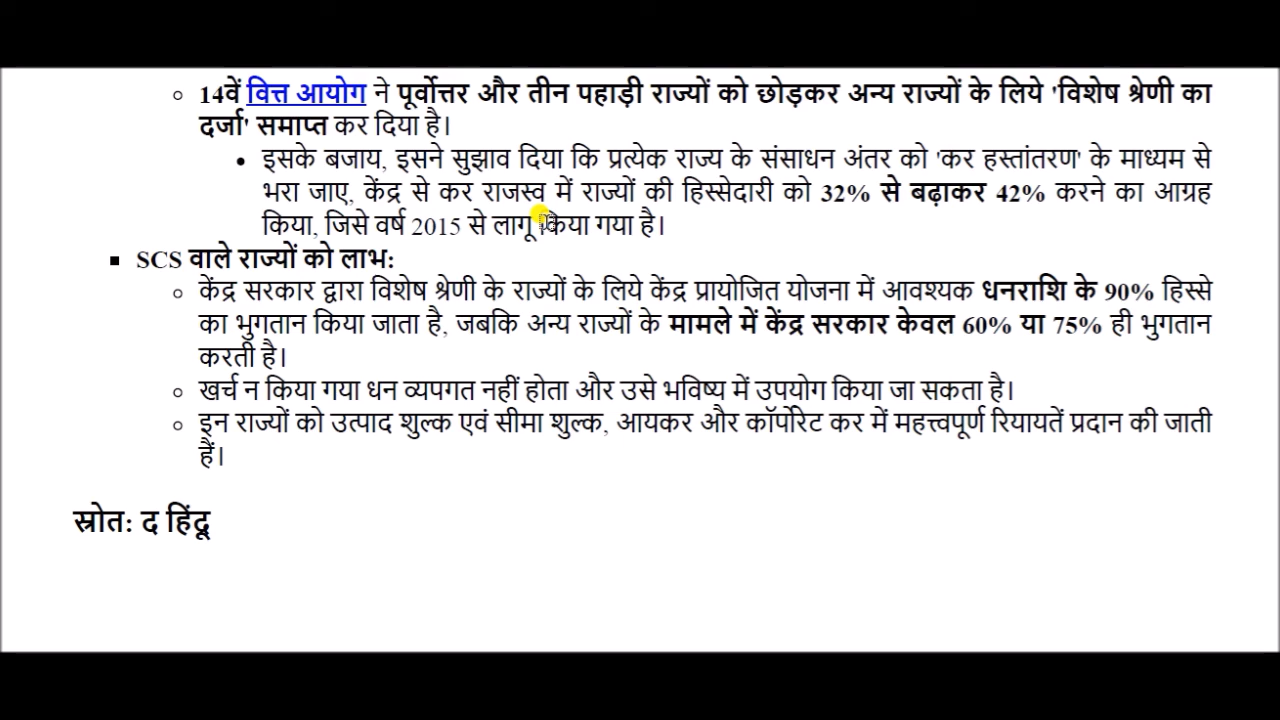 ○ 14वें वित्त आयोग ने पूर्वोत्तर और तीन पहाड़ी राज्यों को छोड़कर अन्य राज्यों के लिये 'विशेष श्रेणी का
दर्जा' समाप्त कर दिया है।
• इसके बजाय, इसने सुझाव दिया कि प्रत्येक राज्य के संसाधन अंतर को 'कर हस्तांतरण' के माध्यम से
भरा जाए, केंद्र से कर राजस्व में राज्यों की हिस्सेदारी को 32% से बढ़ाकर 42% करने का आग्रह
किया, जिसे वर्ष 2015 से लागू किया गया है।
▪ SCS वाले राज्यों को लाभ:
○ केंद्र सरकार द्वारा विशेष श्रेणी के राज्यों के लिये केंद्र प्रायोजित योजना में आवश्यक धनराशि के 90% हिस्से
का भुगतान किया जाता है, जबकि अन्य राज्यों के मामले में केंद्र सरकार केवल 60% या 75% ही भुगतान
करती है।
○ खर्च न किया गया धन व्यपगत नहीं होता और उसे भविष्य में उपयोग किया जा सकता है।
○ इन राज्यों को उत्पाद शुल्क एवं सीमा शुल्क, आयकर और कॉर्पोरेट कर में महत्त्वपूर्ण रियायतें प्रदान की जाती
हैं।
स्रोत: द हिंदू